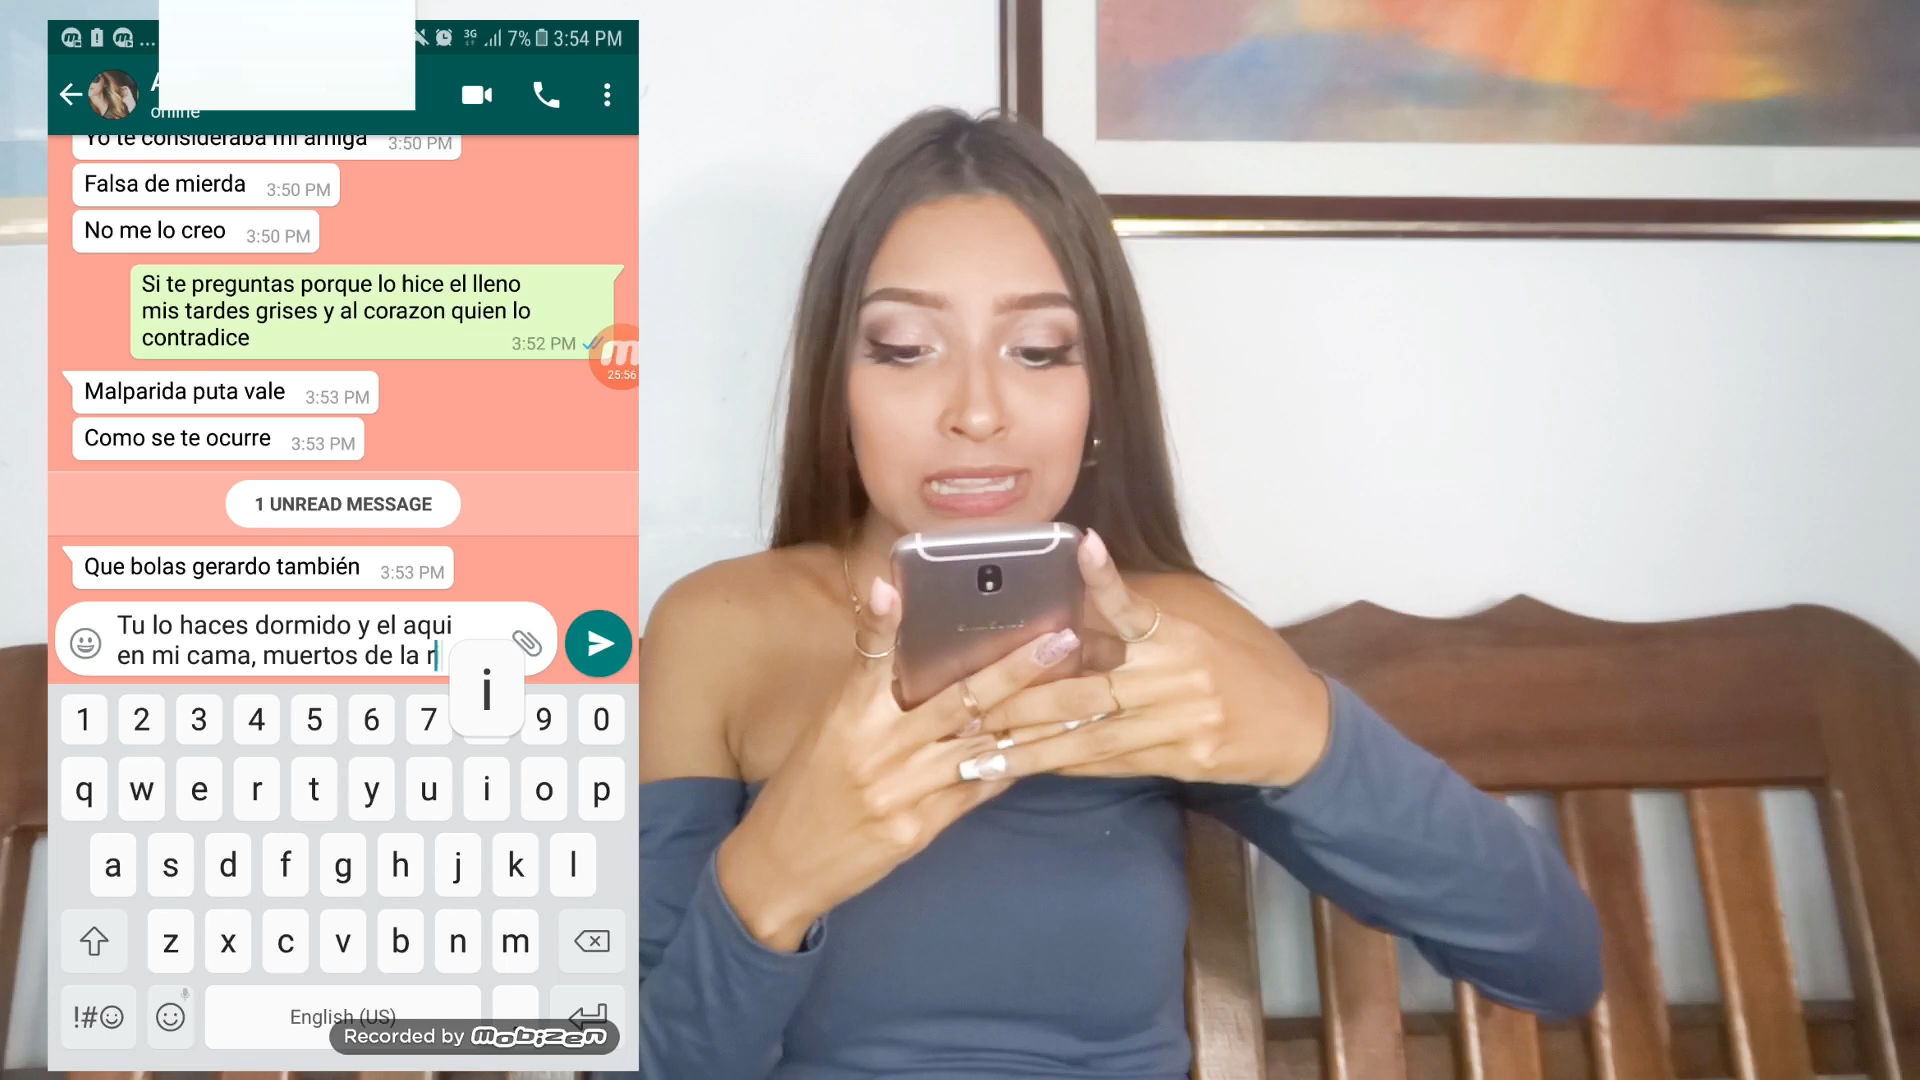 7% 3:54 PM
3G
A
online
Yo te consideraba mi amiga 3:50 PM
Falsa de mierda 3:50 PM
No me lo creo 3:50 PM
Si te preguntas porque lo hice el lleno
mis tardes grises y al corazon quien lo
contradice
3:52 PM
25:56
Malparida puta vale 3:53 PM
Como se te ocurre 3:53 PM
1 UNREAD MESSAGE
Que bolas gerardo también 3:53 PM
Tu lo haces dormido y el aqui
en mi cama, muertos de la r
i
1 2 3 4 5 6 7 9 0
q w e r t y u i o p
a s d f g h j k l
z x c v b n m
!#
English (US)
Recorded by mobizen